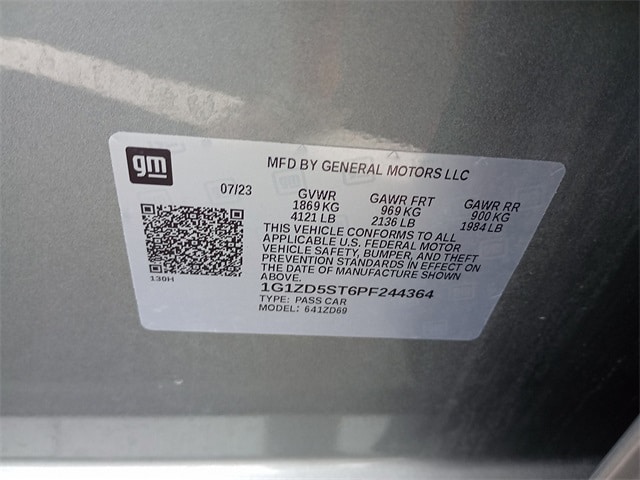 gm
MFD BY GENERAL MOTORS LLC
07/23
GVWR GAWR FRT GAWR RR
1869 KG 969 KG 900 KG
4121 LB 2136 LB 1984 LB
THIS VEHICLE CONFORMS TO ALL
APPLICABLE U.S. FEDERAL MOTOR
VEHICLE SAFETY, BUMPER, AND THEFT
PREVENTION STANDARDS IN EFFECT ON
THE DATE OF MANUFACTURE SHOWN
ABOVE.
130H
1G1ZD5ST6PF244364
TYPE: PASS CAR
MODEL: 641ZD69